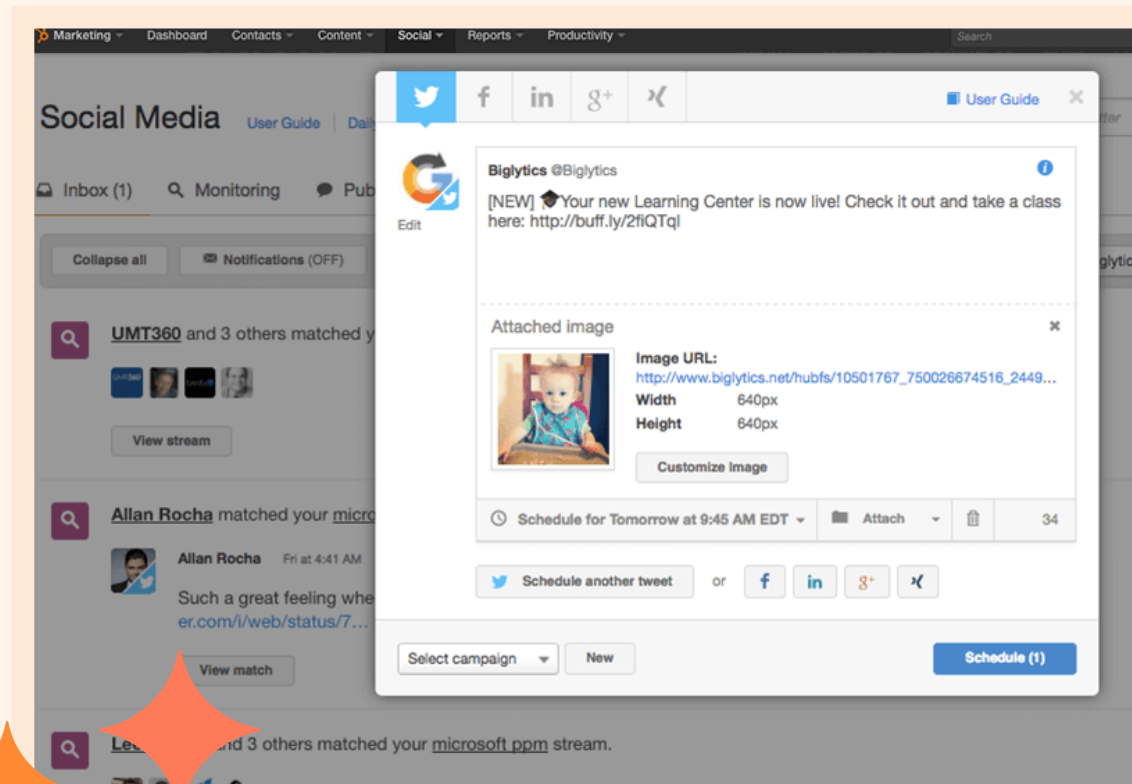 Marketing Dashboard Contacts Content Social Reports Productivity Search
User Guide
Social Media User Guide
Biglytics @Biglytics
[NEW] 🎓Your new Learning Center is now live! Check it out and take a class
here: http://buff.ly/2fiQTql
Edit
Inbox (1) Monitoring
Collapse all Notifications (OFF)
Attached image
Image URL:
http://www.biglytics.net/hubfs/10501767_750026674516_2449...
Width 640px
Height 640px
Customize Image
UMT360 and 3 others matched
View stream
Schedule for Tomorrow at 9:45 AM EDT Attach 34
Schedule another tweet or
Select campaign New Schedule (1)
Allan Rocha matched your
Allan Rocha Fri at 4:41 AM
Such a great feeling
er.com/i/web/status/7...
View match
and 3 others matched your microsoft ppm stream.